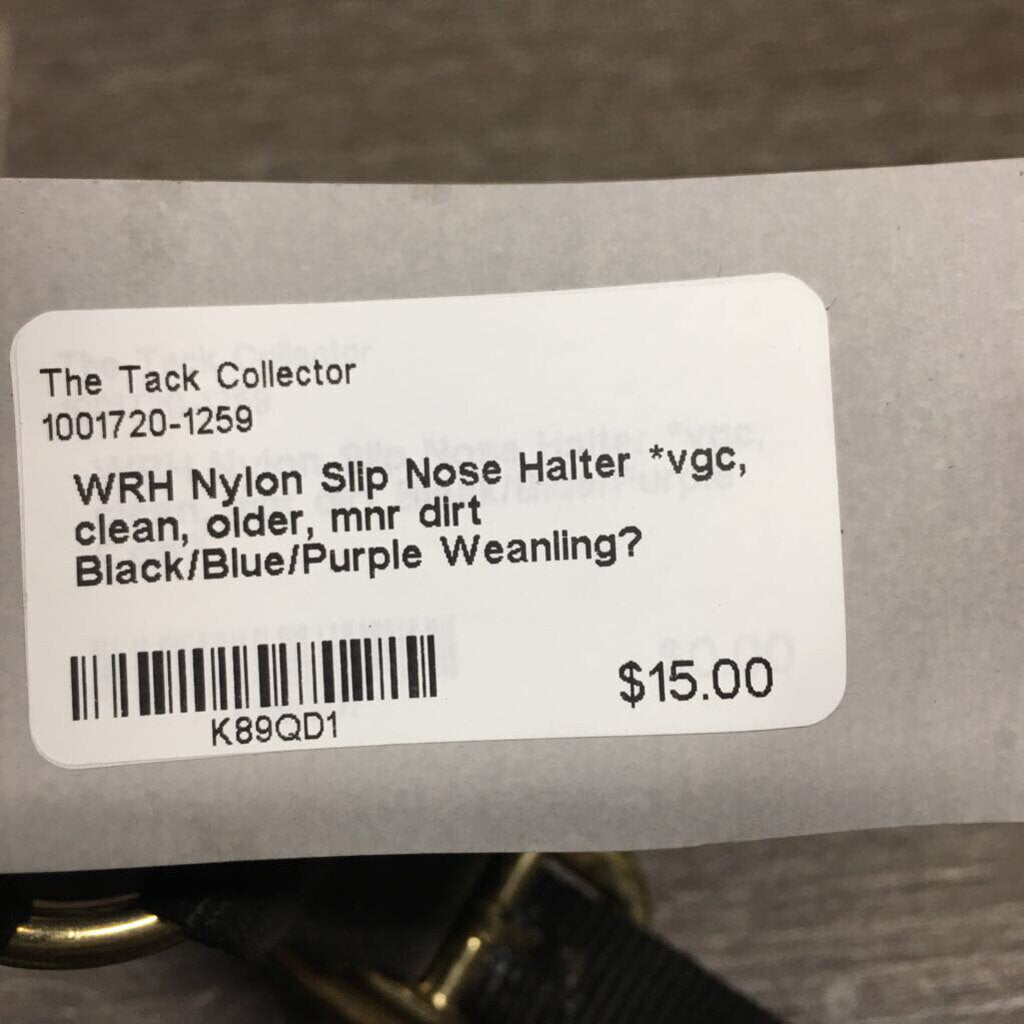 The Tack Collector
1001720-1259
WRH Nylon Slip Nose Halter *vgc,
clean, older, mnr dirt
Black/Blue/Purple Weanling?
K89QD1
$15.00